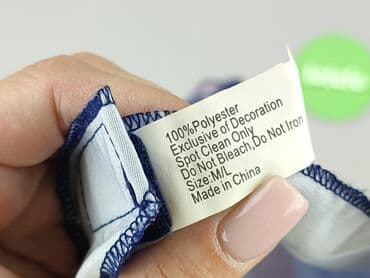 100%Polyester
Exclusive of Decoration
Spot Clean Only
Do Not Bleach,Do Not Iron
Size:M/L
Made in China